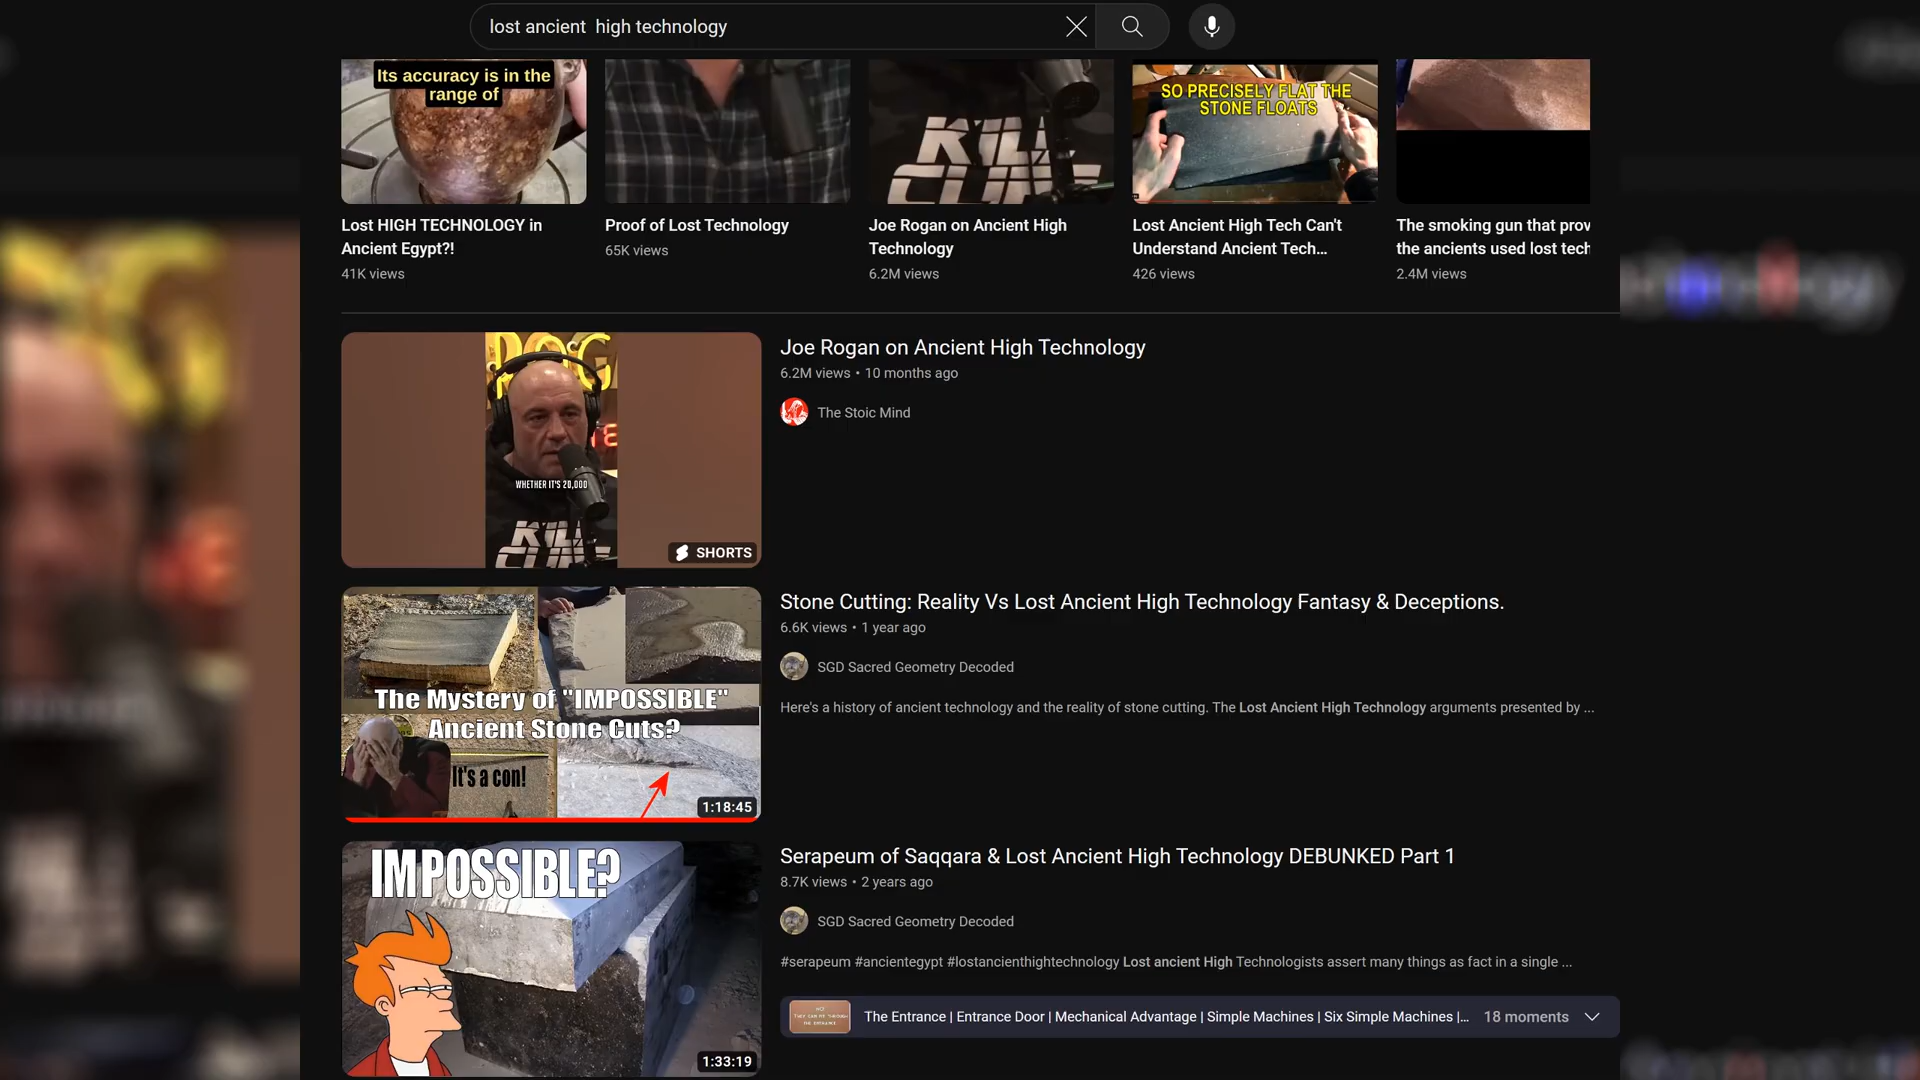 lost ancient  high technology
Its accuracy is in the
range of
SO PRECISELY FLAT THE
STONE FLOATS
Lost HIGH TECHNOLOGY in
Ancient Egypt?!
41K views
Proof of Lost Technology
65K views
Joe Rogan on Ancient High
Technology
6.2M views
Lost Ancient High Tech Can't
Understand Ancient Tech...
426 views
The smoking gun that prov
the ancients used lost tech
2.4M views
WHETHER IT'S 20,000
SHORTS
Joe Rogan on Ancient High Technology
6.2M views • 10 months ago
The Stoic Mind
The Mystery of "IMPOSSIBLE"
Ancient Stone Cuts?
It's a con!
1:18:45
Stone Cutting: Reality Vs Lost Ancient High Technology Fantasy & Deceptions.
6.6K views • 1 year ago
SGD Sacred Geometry Decoded
Here's a history of ancient technology and the reality of stone cutting. The Lost Ancient High Technology arguments presented by ...
IMPOSSIBLE?
1:33:19
Serapeum of Saqqara & Lost Ancient High Technology DEBUNKED Part 1
8.7K views • 2 years ago
SGD Sacred Geometry Decoded
#serapeum #ancientegypt #lostancienthightechnology Lost ancient High Technologists assert many things as fact in a single ...
The Entrance | Entrance Door | Mechanical Advantage | Simple Machines | Six Simple Machines |...
18 moments